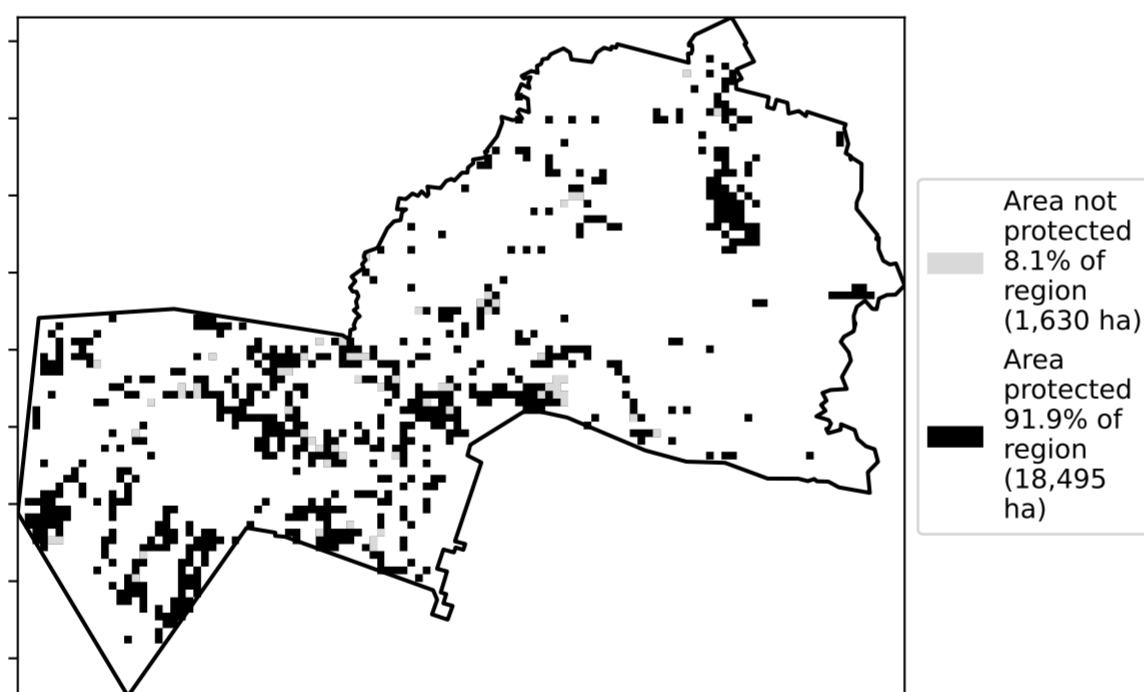 Area not
protected
8.1% of
region
(1,630 ha)
Area
protected
91.9% of
region
(18,495
ha)